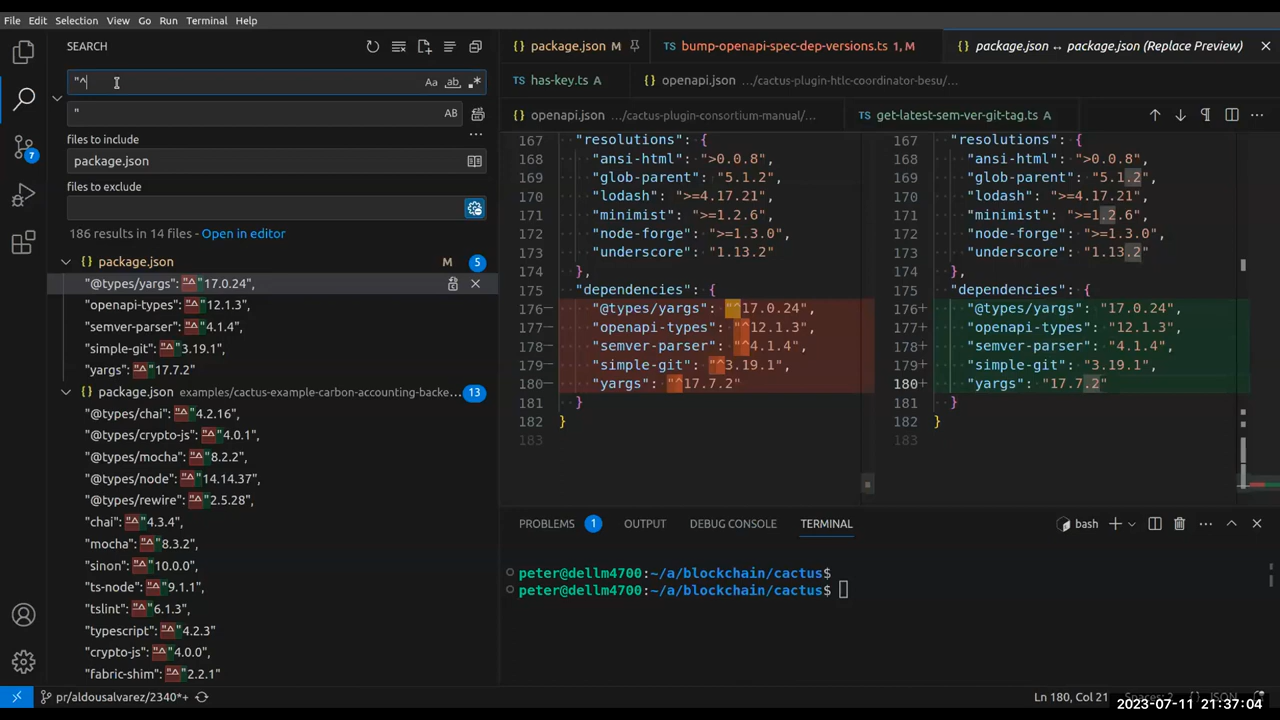 File Edit Selection View Go Run Terminal Help
SEARCH
"^
Aa ab
"
AB
files to include
package.json
files to exclude
186 results in 14 files - Open in editor
package.json M 5
"@types/yargs": "^"17.0.24",
"openapi-types": "^"12.1.3",
"semver-parser": "^"4.1.4",
"simple-git": "^"3.19.1",
"yargs": "^"17.7.2"
package.json examples/cactus-example-carbon-accounting-backe... 13
"@types/chai": "^"4.2.16",
"@types/crypto-js": "^"4.0.1",
"@types/mocha": "^"8.2.2",
"@types/node": "^"14.14.37",
"@types/rewire": "^"2.5.28",
"chai": "^"4.3.4",
"mocha": "^"8.3.2",
"sinon": "^"10.0.0",
"ts-node": "^"9.1.1",
"tslint": "^"6.1.3",
"typescript": "^"4.2.3"
"crypto-js": "^"4.0.0",
"fabric-shim": "^"2.2.1"
7
package.json M
TS bump-openapi-spec-dep-versions.ts 1, M
package.json ↔ package.json (Replace Preview)
has-key.ts A
openapi.json .../cactus-plugin-htlc-coordinator-besu/...
openapi.json .../cactus-plugin-consortium-manual/...
TS get-latest-sem-ver-git-tag.ts A
167 "resolutions": {
168 "ansi-html": ">0.0.8",
169 "glob-parent": "5.1.2",
170 "lodash": ">=4.17.21",
171 "minimist": ">=1.2.6",
172 "node-forge": ">=1.3.0",
173 "underscore": "1.13.2"
174 },
175 "dependencies": {
176− "@types/yargs": "^17.0.24",
177− "openapi-types": "^12.1.3",
178− "semver-parser": "^4.1.4",
179− "simple-git": "^3.19.1",
180− "yargs": "^17.7.2"
181 }
182 }
183
167 "resolutions": {
168 "ansi-html": ">0.0.8",
169 "glob-parent": "5.1.2",
170 "lodash": ">=4.17.21",
171 "minimist": ">=1.2.6",
172 "node-forge": ">=1.3.0",
173 "underscore": "1.13.2"
174 },
175 "dependencies": {
176+ "@types/yargs": "17.0.24",
177+ "openapi-types": "12.1.3",
178+ "semver-parser": "4.1.4",
179+ "simple-git": "3.19.1",
180+ "yargs": "17.7.2"
181 }
182 }
183
PROBLEMS 1 OUTPUT DEBUG CONSOLE TERMINAL
bash
peter@dellm4700:~/a/blockchain/cactus$
peter@dellm4700:~/a/blockchain/cactus$
pr/aldousalvarez/2340*+
Ln 180, Col 21 Spaces: 2 {} JSON
2023-07-11 21:37:04